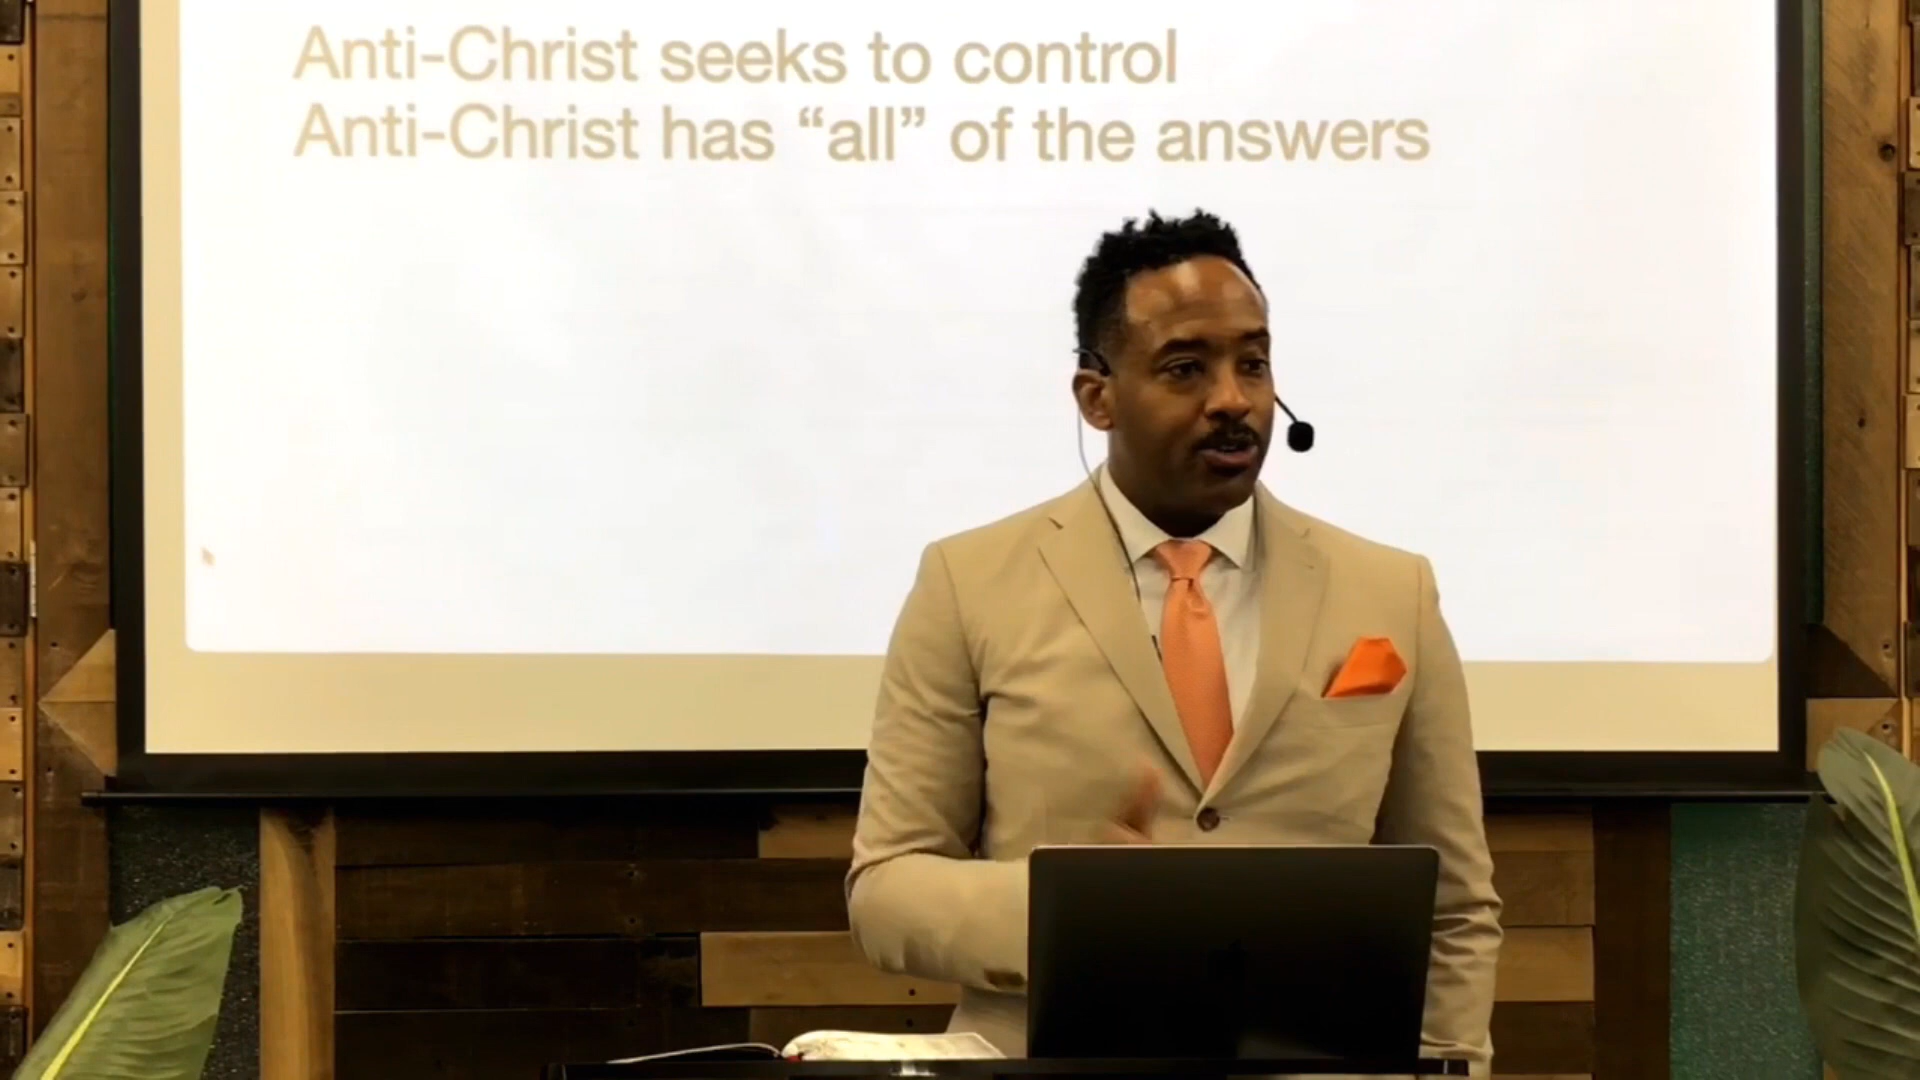 Anti-Christ seeks to control
Anti-Christ has “all” of the answers